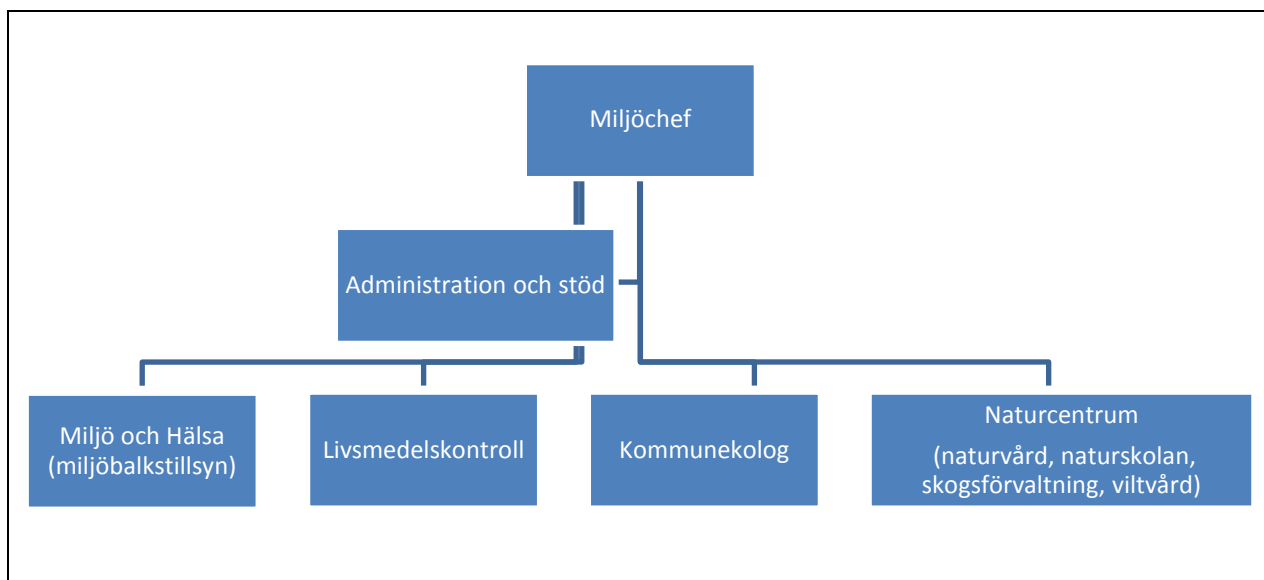 Miljöchef
Administration och stöd
Miljö och Hälsa
(miljöbalkstillsyn)
Livsmedelskontroll
Kommunekolog
Naturcentrum
(naturvård, naturskolan,
skogsförvaltning, viltvård)